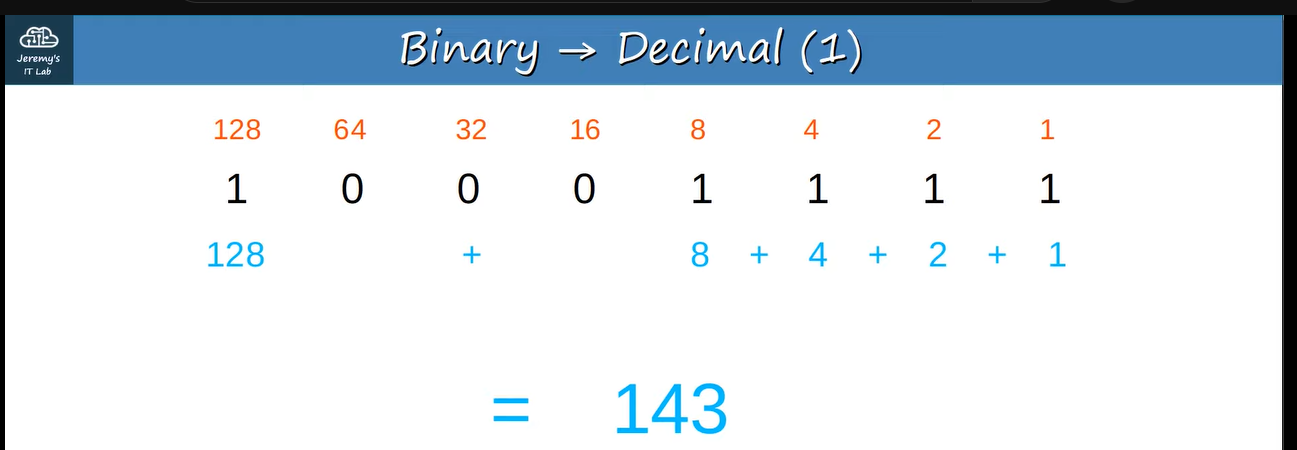 Jeremy's
IT Lab
Binary → Decimal (1)
128 64 32 16 8 4 2 1
1 0 0 0 1 1 1 1
128 + 8 + 4 + 2 + 1
= 143